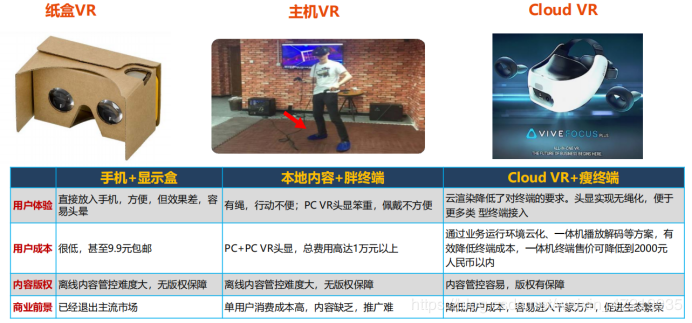 纸盒VR
主机VR
Cloud VR
VIVE FOCUS PLUS
手机+显示盒
本地内容+胖终端
Cloud VR+瘦终端
用户体验
直接放入手机，方便，但效果差，容
易头晕
有绳，行动不便；PC VR头显笨重，佩戴不方便
云渲染降低了对终端的要求。头显实现无绳化，便于
更多类 型终端接入
用户成本
很低，甚至9.9元包邮
PC+PC VR头显，总费用高达1万元以上
通过业务运行环境云化、一体机播放解码等方案，有
效降低终端成本，一体机终端售价可降低到2000元
人民币以内
内容版权
离线内容管控难度大，无版权保障
离线内容管控难度大，无版权保障
内容管控容易，版权有保障
商业前景
已经退出主流市场
单用户消费成本高，内容缺乏，推广难
降低用户成本，容易进入千家万户，促进生态繁荣